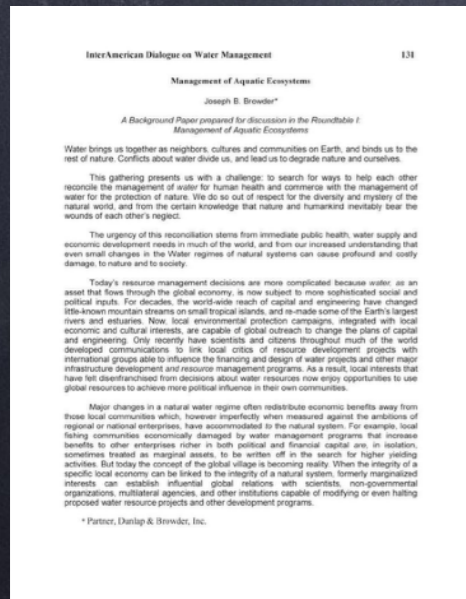 InterAmerican Dialogue on Water Management 131
Management of Aquatic Ecosystems
Joseph B. Browder*
A Background Paper prepared for discussion in the Roundtable I:
Management of Aquatic Ecosystems
Water brings us together as neighbors, cultures and communities on Earth, and binds us to the
rest of nature. Conflicts about water divide us, and lead us to degrade nature and ourselves.
This gathering presents us with a challenge: to search for ways to help each other
reconcile the management of water for human health and commerce with the management of
water for the protection of nature. We do so out of respect for the diversity and mystery of the
natural world, and from the certain knowledge that nature and humankind inevitably bear the
wounds of each other's neglect.
The urgency of this reconciliation stems from immediate public health, water supply and
economic development needs in much of the world, and from our increased understanding that
even small changes in the Water regimes of natural systems can cause profound and costly
damage, to nature and to society.
Today's resource management decisions are more complicated because water, as an
asset that flows through the global economy, is now subject to more sophisticated social and
political inputs. For decades, the world-wide reach of capital and engineering have changed
little-known mountain streams on small tropical islands, and re-made some of the Earth's largest
rivers and estuaries. Now, local environmental protection campaigns, integrated with local
economic and cultural interests, are capable of global outreach to change the plans of capital
and engineering. Only recently have scientists and citizens throughout much of the world
developed communications to link local critics of resource development projects with
international groups able to influence the financing and design of water projects and other major
infrastructure development and resource management programs. As a result, local interests that
have felt disenfranchised from decisions about water resources now enjoy opportunities to use
global resources to achieve more political influence in their own communities.
Major changes in a natural water regime often redistribute economic benefits away from
those local communities which, however imperfectly when measured against the ambitions of
regional or national enterprises, have accommodated to the natural system. For example, local
fishing communities economically damaged by water management programs that increase
benefits to other enterprises richer in both political and financial capital are, in isolation,
sometimes treated as marginal assets, to be written off in the search for higher yielding
activities. But today the concept of the global village is becoming reality. When the integrity of a
specific local economy can be linked to the integrity of a natural system, formerly marginalized
interests can establish influential global relations with scientists, non-governmental
organizations, multilateral agencies, and other institutions capable of modifying or even halting
proposed water resource projects and other development programs.
* Partner, Dunlap & Browder, Inc.